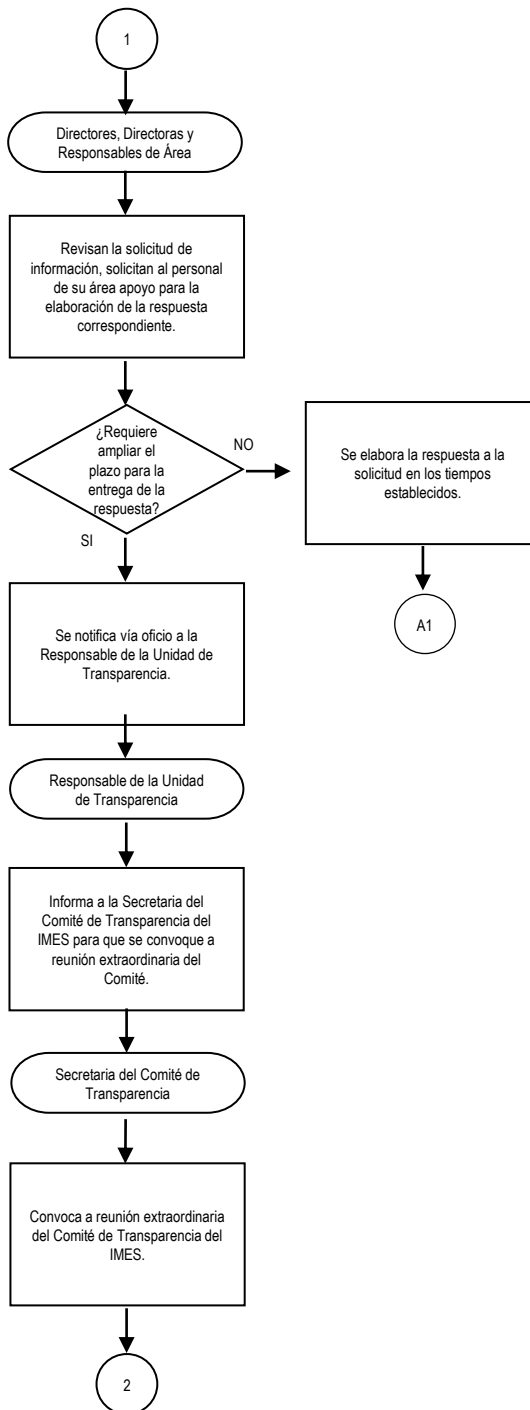 1
Directores, Directoras y
Responsables de Área
Revisan la solicitud de
información, solicitan al personal
de su área apoyo para la
elaboración de la respuesta
correspondiente.
¿Requiere
ampliar el
plazo para la
entrega de la
respuesta?
NO
Se elabora la respuesta a la
solicitud en los tiempos
establecidos.
A1
SI
Se notifica vía oficio a la
Responsable de la Unidad de
Transparencia.
Responsable de la Unidad
de Transparencia
Informa a la Secretaria del
Comité de Transparencia del
IMES para que se convoque a
reunión extraordinaria del
Comité.
Secretaria del Comité de
Transparencia
Convoca a reunión extraordinaria
del Comité de Transparencia del
IMES.
2